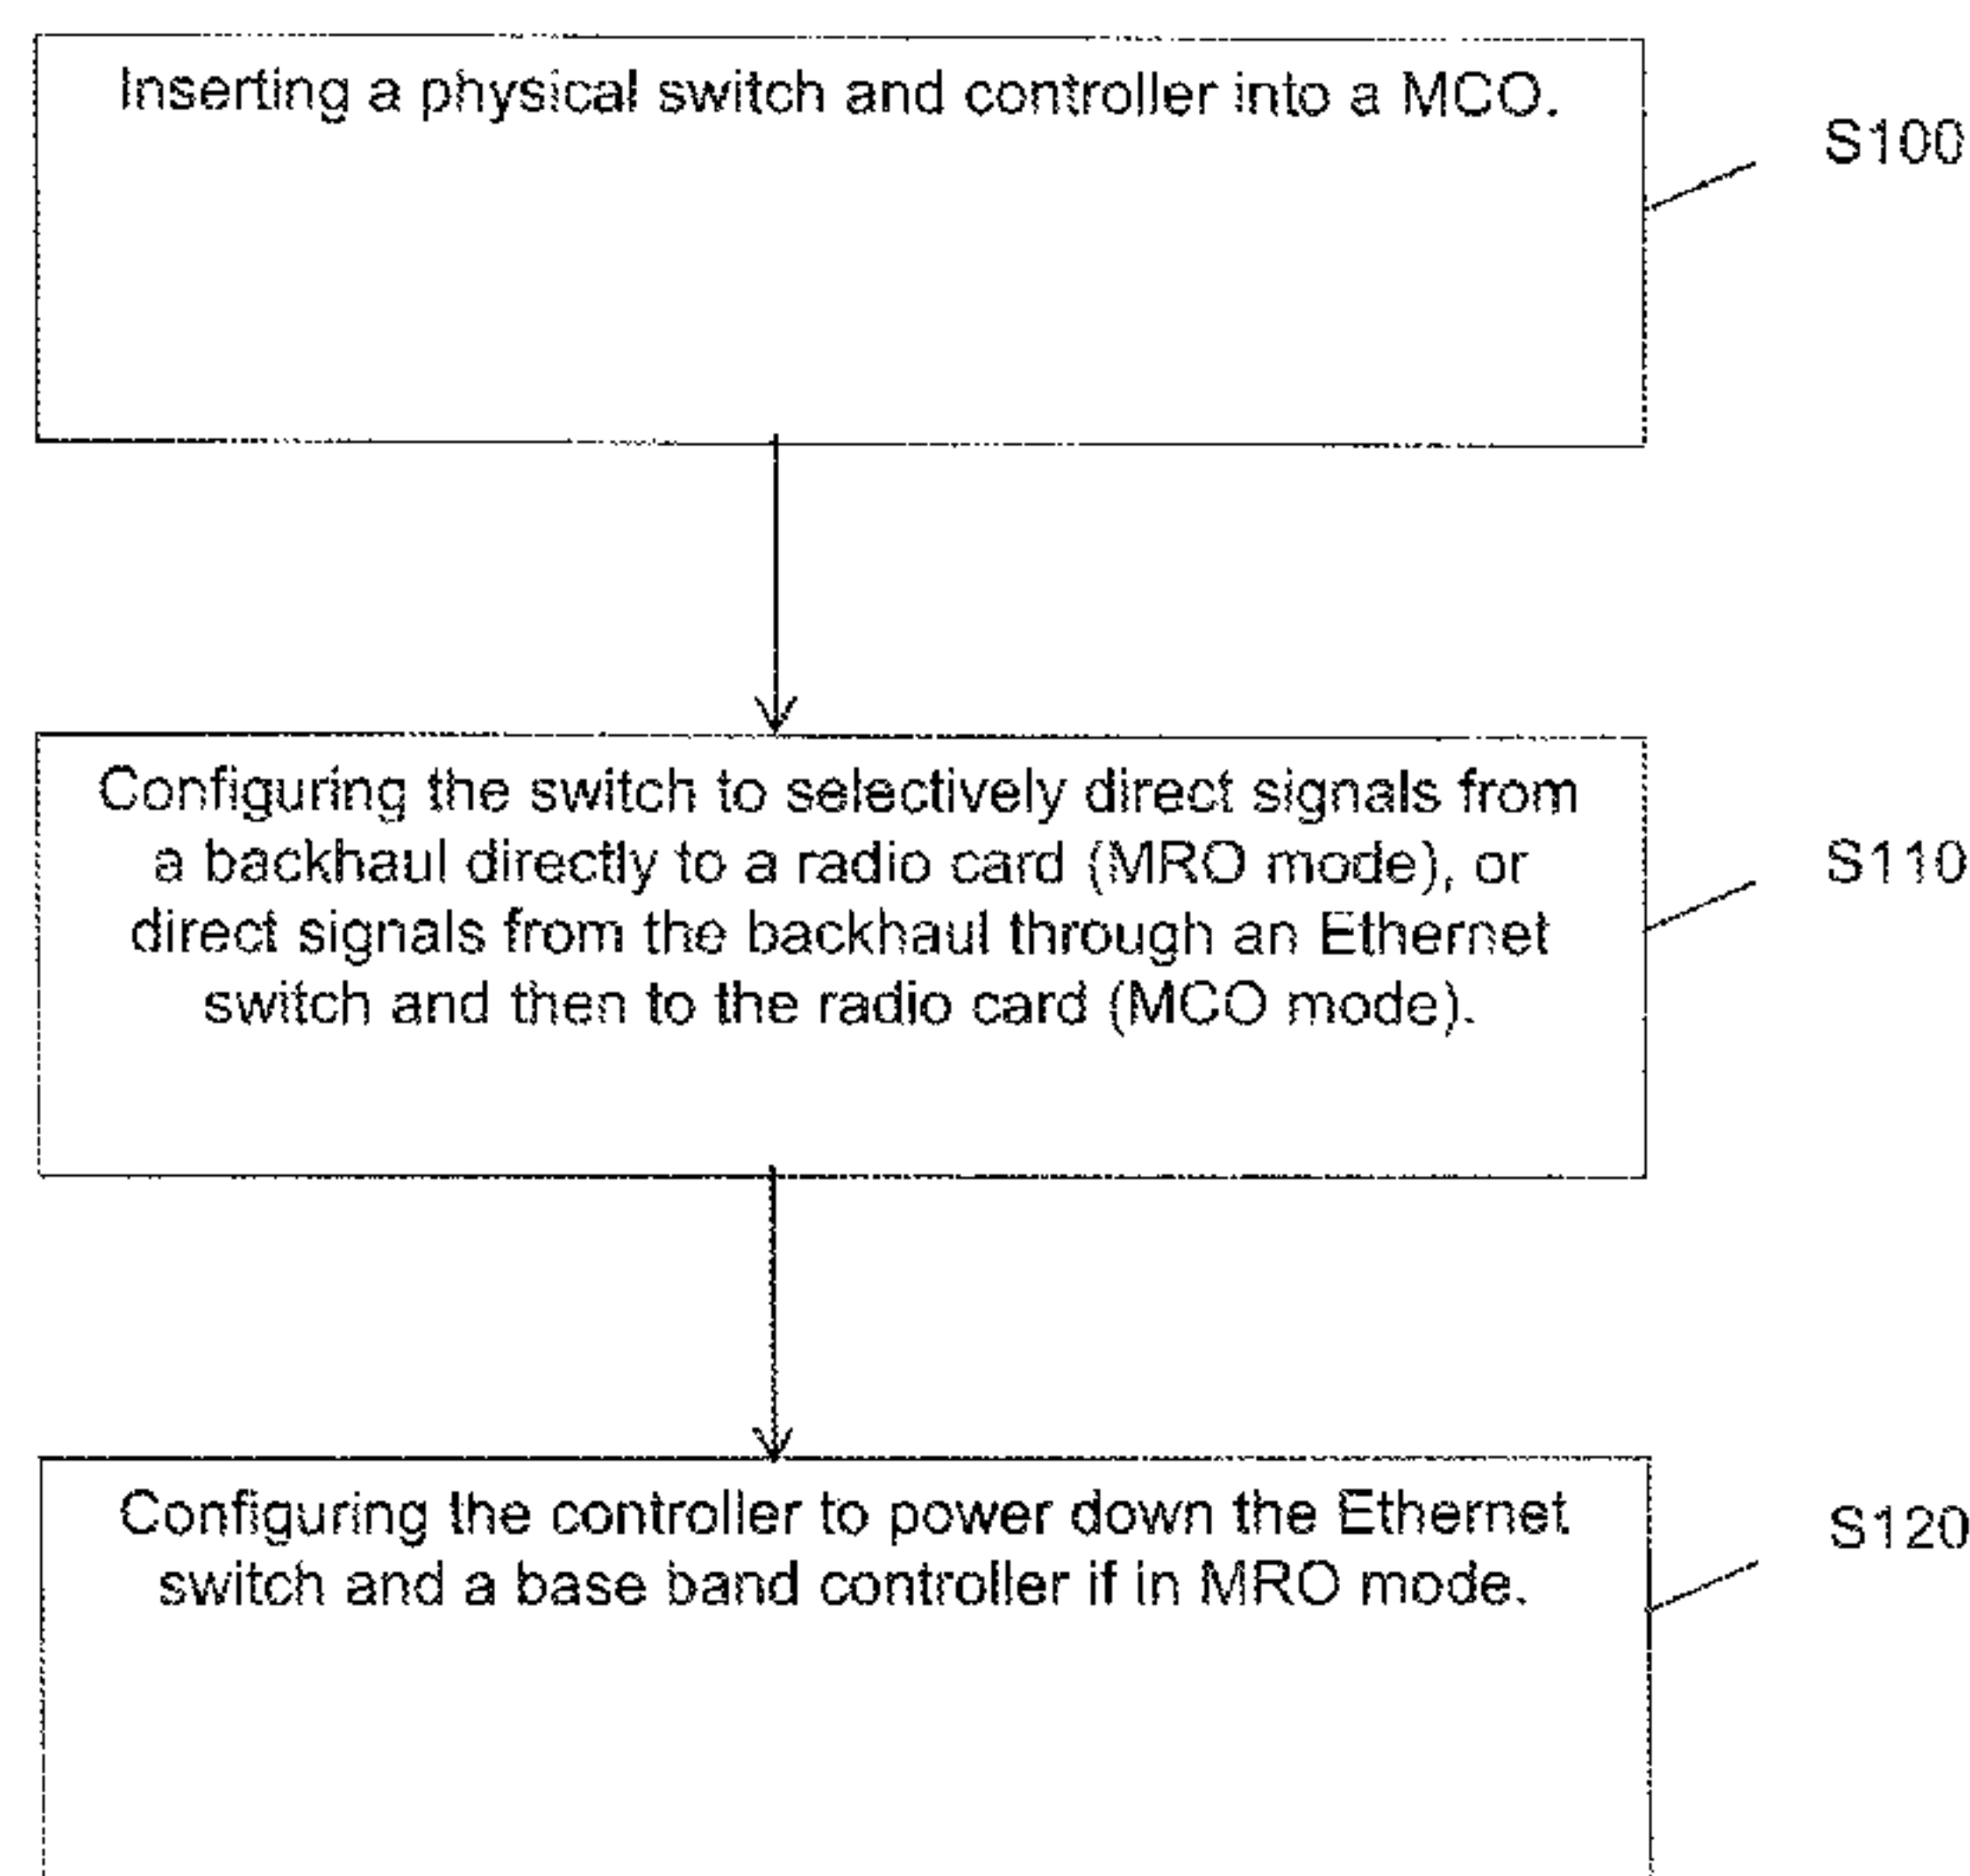 Inserting a physical switch and controller into a MCO.
S100
Configuring the switch to selectively direct signals from
a backhaul directly to a radio card (MRO mode), or
direct signals from the backhaul through an Ethernet
switch and then to the radio card (MCO mode).
S110
Configuring the controller to power down the Ethernet
switch and a base band controller if in MRO mode.
S120